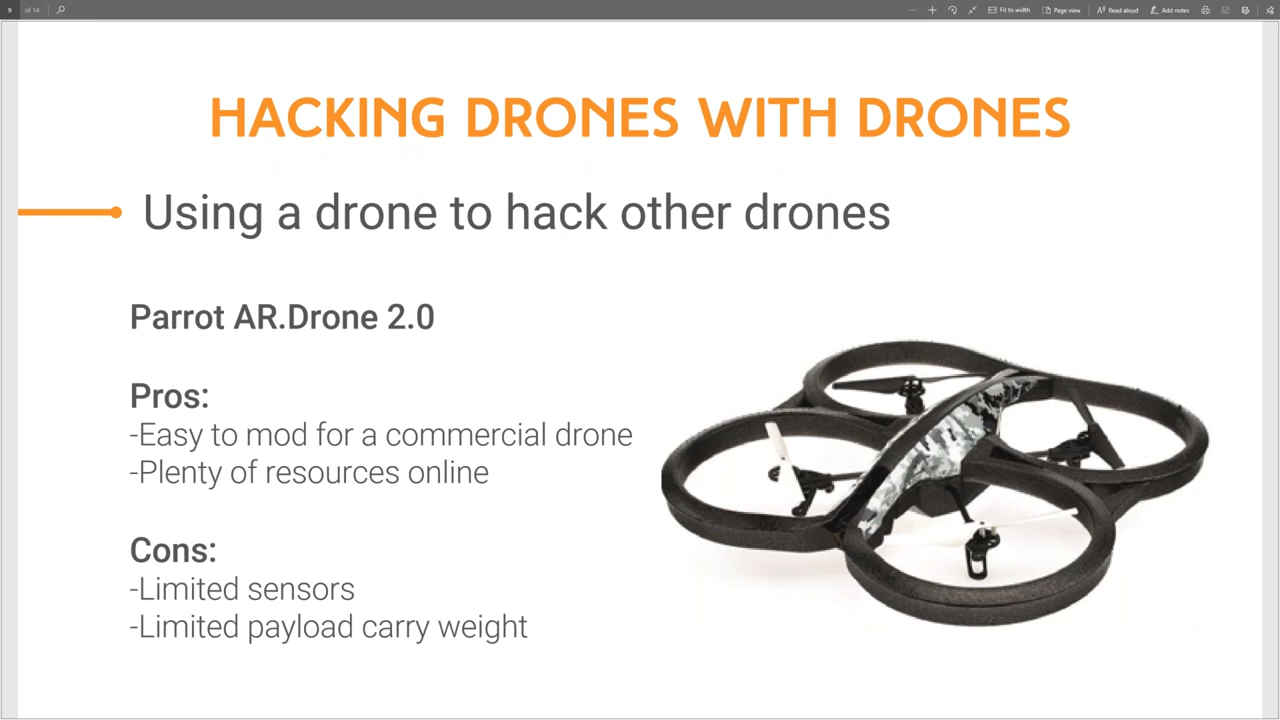 9 of 14
Fit to width
Page view
Read aloud
Add notes
HACKING DRONES WITH DRONES
Using a drone to hack other drones
Parrot AR.Drone 2.0
Pros:
-Easy to mod for a commercial drone
-Plenty of resources online
Cons:
-Limited sensors
-Limited payload carry weight